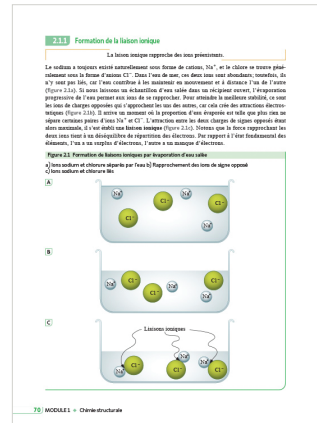 2.1.1 Formation de la liaison ionique
La liaison ionique rapproche des ions préexistants.
Le sodium a toujours existé naturellement sous forme de cations, Na⁺, et le chlore se trouve géné-
ralement sous la forme d'anions Cl⁻. Dans l'eau de mer, ces deux ions sont abondants; toutefois, ils
n'y sont pas liés, car l'eau contribue à les maintenir en mouvement et à distance l'un de l'autre
(figure 2.1a). Si nous laissons un échantillon d'eau salée dans un récipient ouvert, l'évaporation
progressive de l'eau permet aux ions de se rapprocher. Pour atteindre la meilleure stabilité, ce sont
les ions de charges opposées qui s'approchent les uns des autres, car cela crée des attractions électros-
tatiques (figure 2.1b). Il arrive un moment où la proportion d'eau évaporée est telle que plus rien ne
sépare certaines paires d'ions Na⁺ et Cl⁻. L'attraction entre les deux charges de signes opposés étant
alors maximale, il s'est établi une liaison ionique (figure 2.1c). Notons que la force rapprochant les
deux ions tient à un déséquilibre de répartition des électrons. Par rapport à l'état fondamental des
éléments, l'un a un surplus d'électrons, l'autre a un manque d'électrons.
Figure 2.1 Formation de liaisons ioniques par évaporation d'eau salée
a) Ions sodium et chlorure séparés par l'eau b) Rapprochement des ions de signe opposé
c) Ions sodium et chlorure liés
A
Na⁺ Cl⁻ Na⁺
Cl⁻ Cl⁻
Na⁺
B
Na⁺ Cl⁻ Cl⁻ Na⁺ Cl⁻
Na⁺
C
Liaisons ioniques
Na⁺ Cl⁻ Na⁺ Cl⁻ Na⁺ Cl⁻
70 MODULE 1 • Chimie structurale